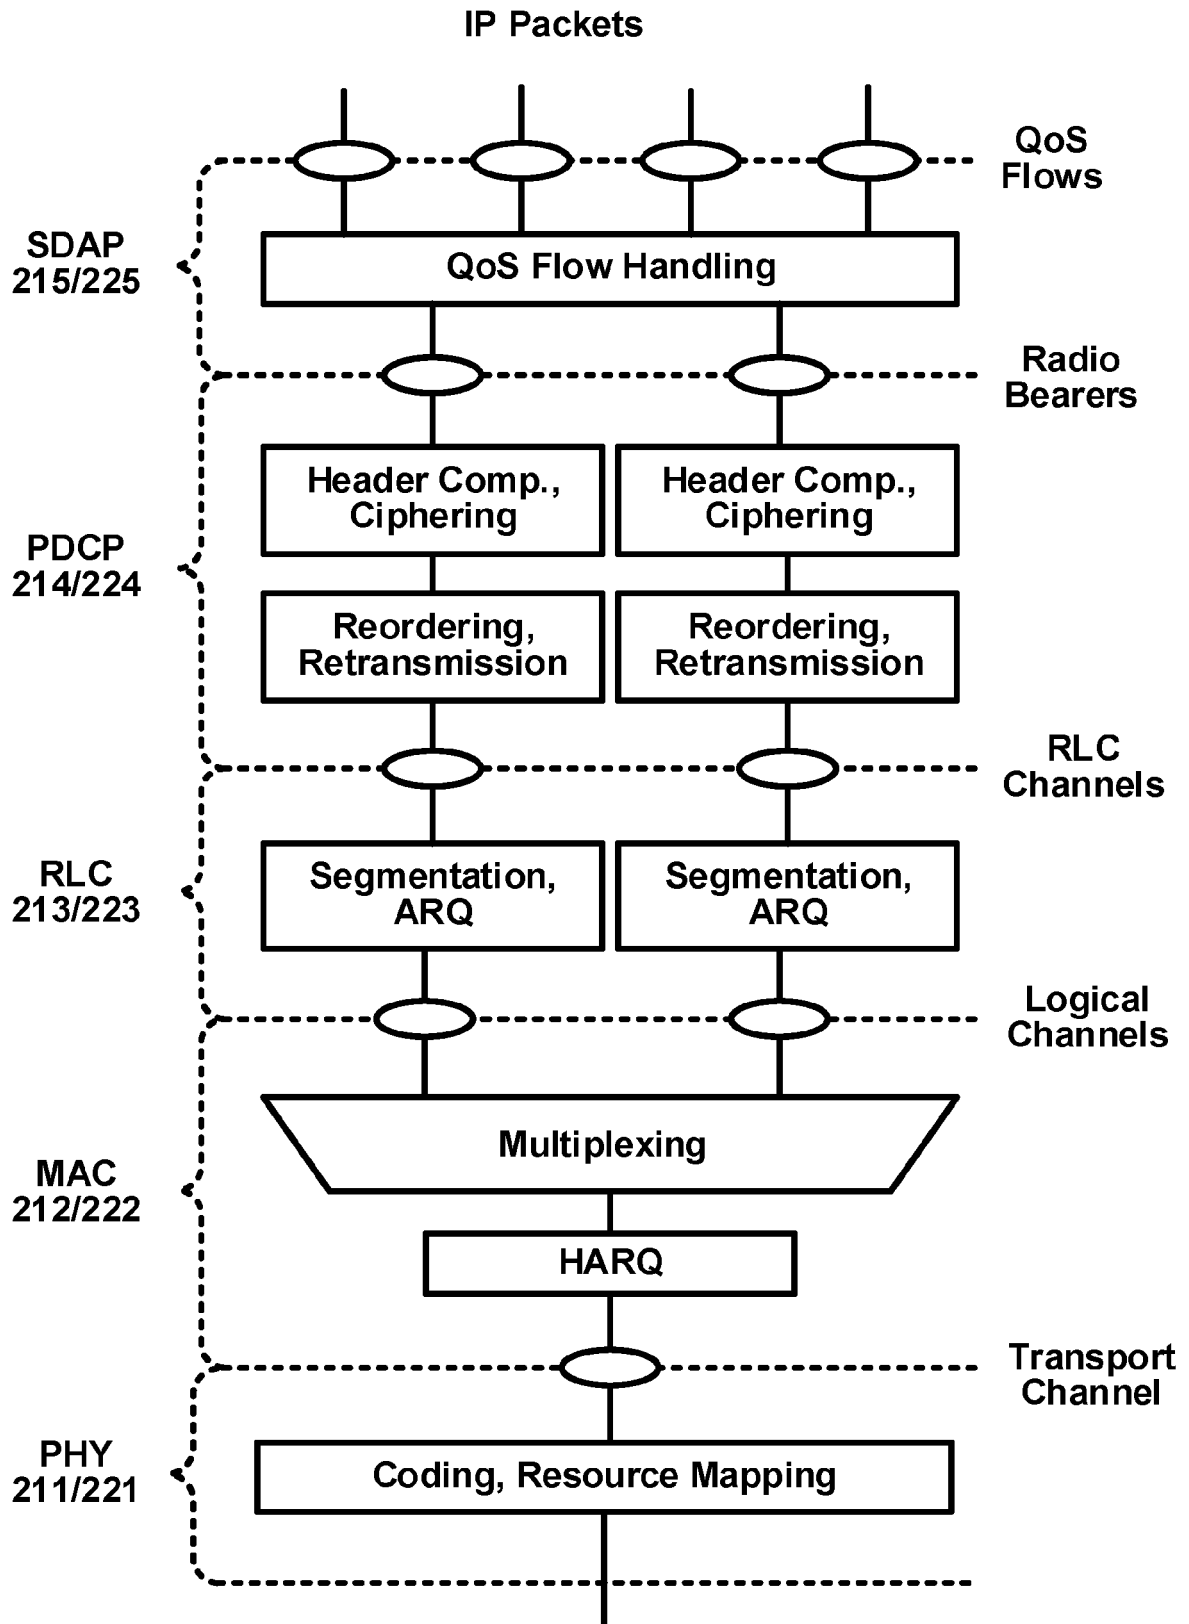 IP Packets
QoS
Flows
SDAP
215/225
QoS Flow Handling
Radio
Bearers
Header Comp.,
Ciphering
Header Comp.,
Ciphering
PDCP
214/224
Reordering,
Retransmission
Reordering,
Retransmission
RLC
Channels
RLC
213/223
Segmentation,
ARQ
Segmentation,
ARQ
Logical
Channels
Multiplexing
MAC
212/222
HARQ
Transport
Channel
PHY
211/221
Coding, Resource Mapping